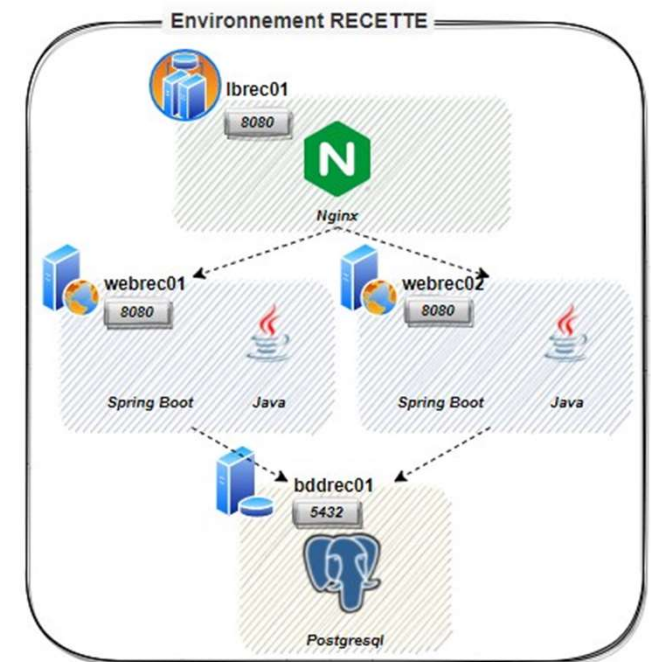 Environnement RECETTE
lbrec01
8080
N
Nginx
webrec01
8080
Spring Boot
Java
webrec02
8080
Spring Boot
Java
bddrec01
5432
Postgresql